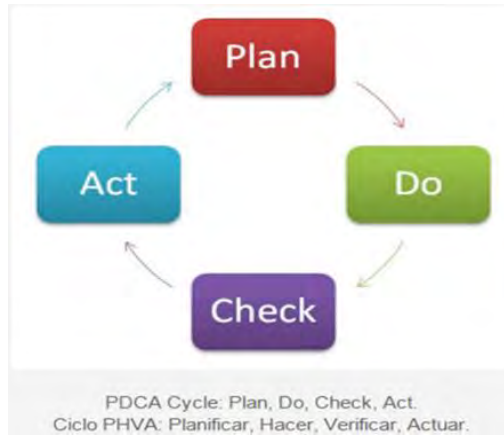 Plan
Do
Check
Act
PDCA Cycle: Plan, Do, Check, Act.
Ciclo PHVA: Planificar, Hacer, Verificar, Actuar.